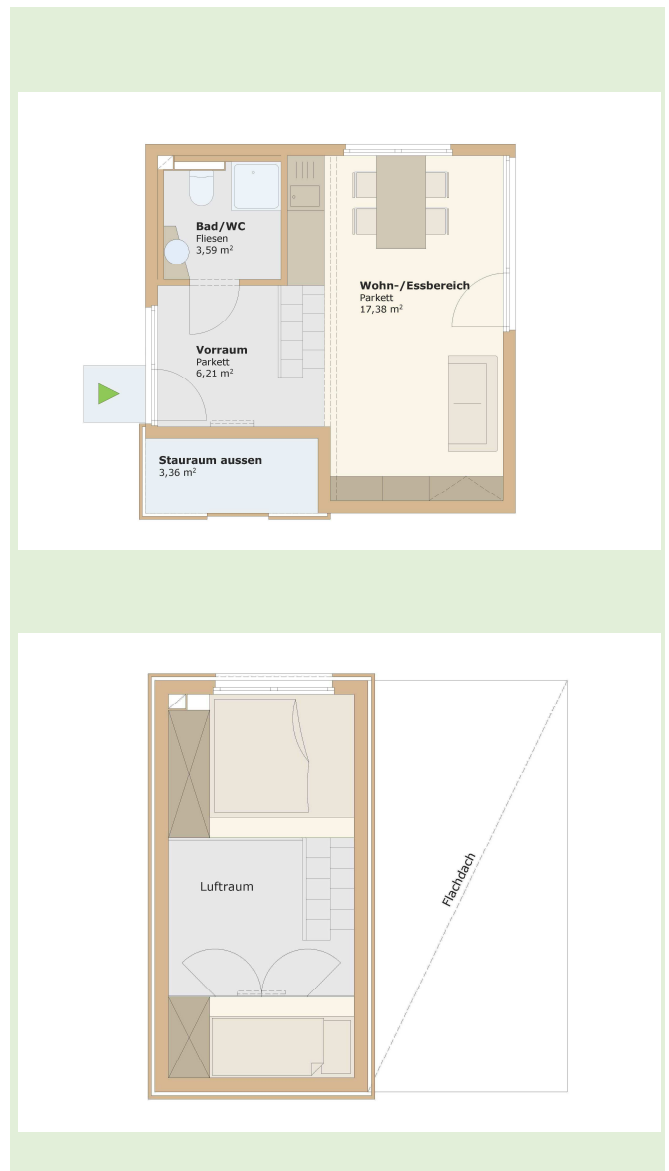 Bad/WC
Fliesen
3,59 m²
Wohn-/Essbereich
Parkett
17,38 m²
Vorraum
Parkett
6,21 m²
Stauraum aussen
3,36 m²
Luftraum
Flachdach